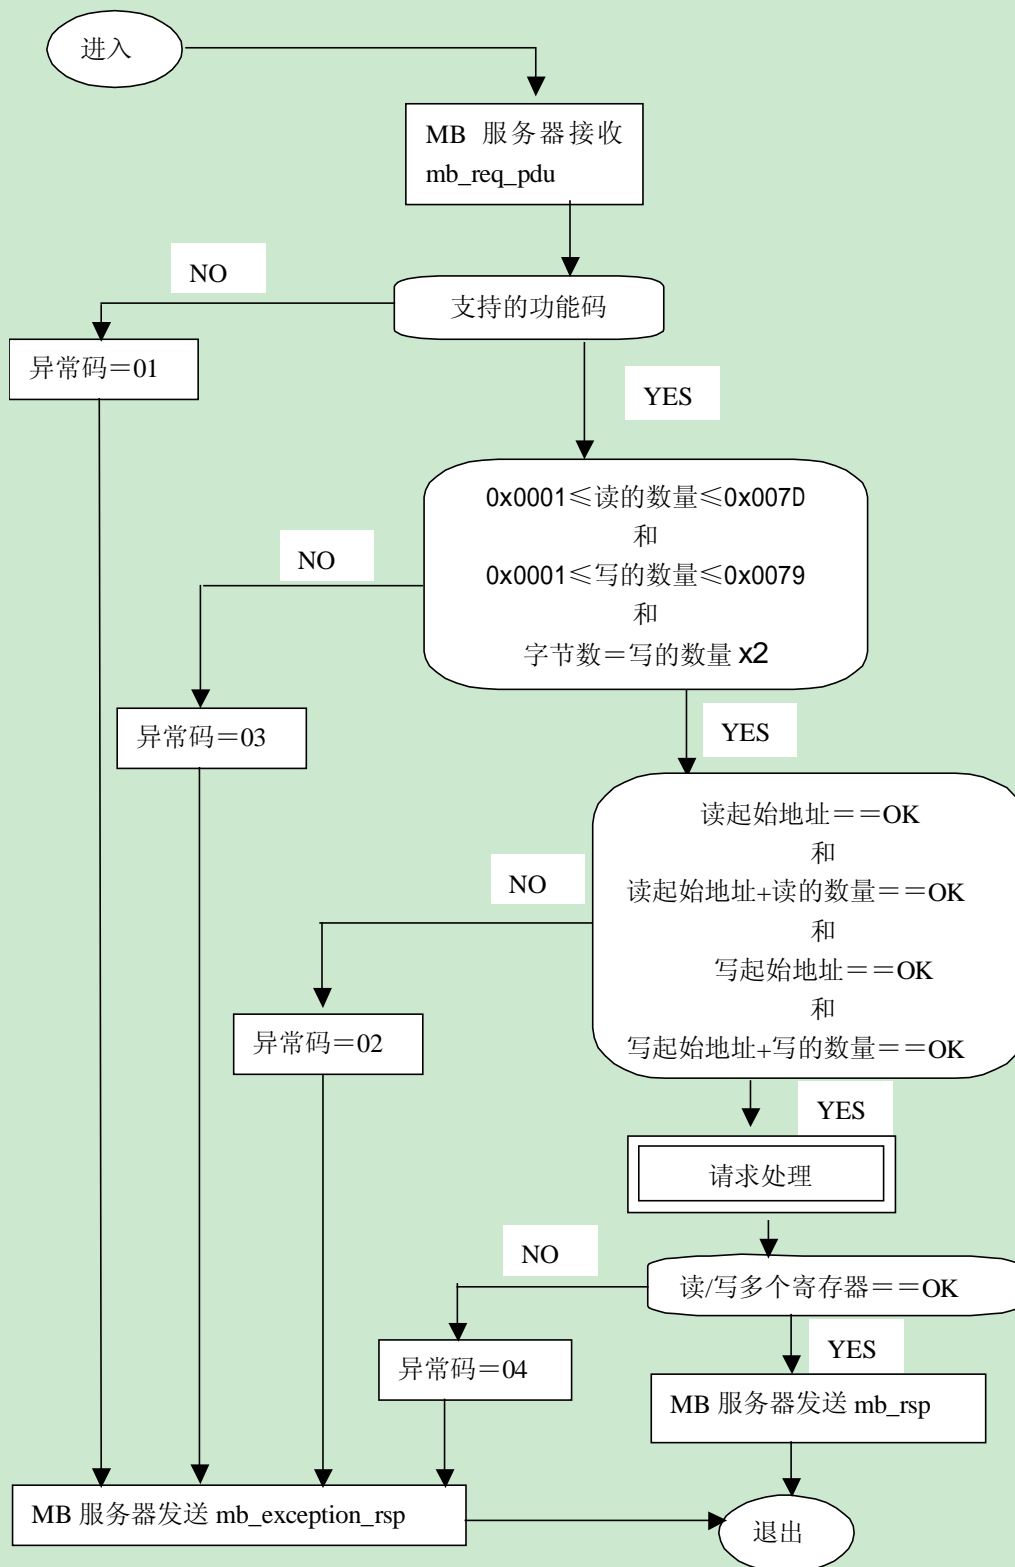 进入
MB 服务器接收
mb_req_pdu
NO
支持的功能码
异常码＝01
YES
0x0001≤读的数量≤0x007D
和
NO
0x0001≤写的数量≤0x0079
和
字节数＝写的数量 x2
异常码＝03
YES
读起始地址＝＝OK
和
NO
读起始地址+读的数量＝＝OK
和
写起始地址＝＝OK
和
异常码＝02
写起始地址+写的数量＝＝OK
YES
请求处理
NO
读/写多个寄存器＝＝OK
YES
异常码＝04
MB 服务器发送 mb_rsp
MB 服务器发送 mb_exception_rsp
退出